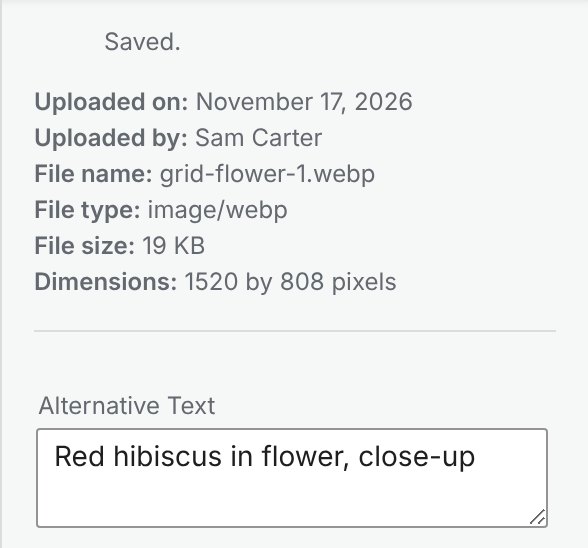 Saved.
Uploaded on: November 17, 2026
Uploaded by: Sam Carter
File name: grid-flower-1.webp
File type: image/webp
File size: 19 KB
Dimensions: 1520 by 808 pixels
Alternative Text
Red hibiscus in flower, close-up